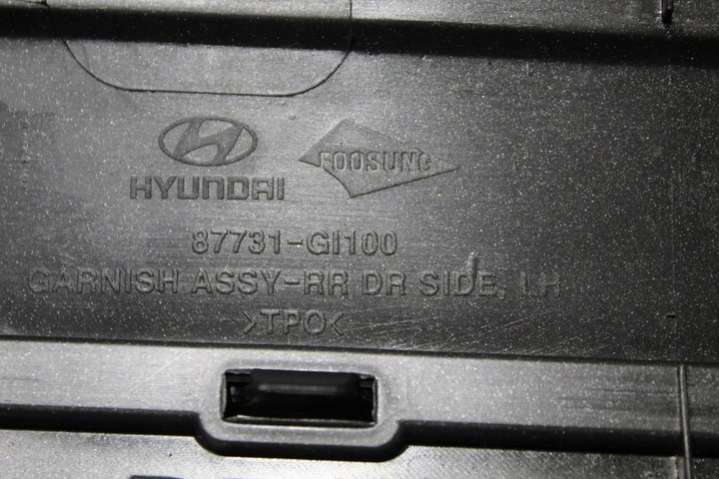 HYUNDAI FOOSUNG
87731-GI100
GARNISH ASSY-RR DR SIDE, LH
>TPO<